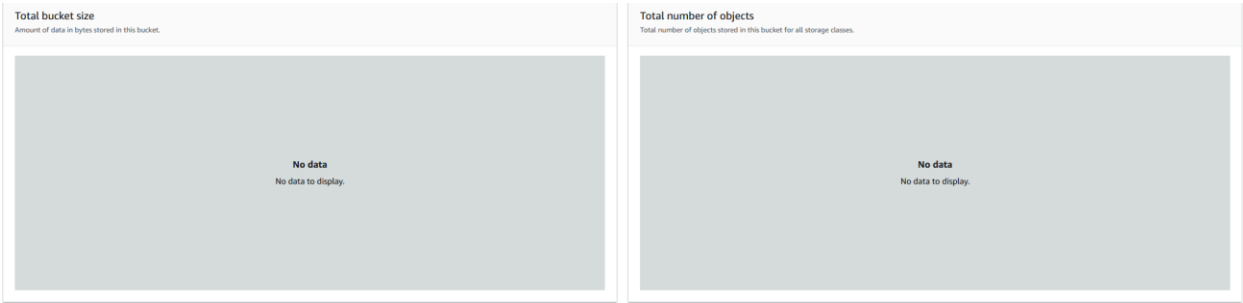 Total bucket size
Amount of data in bytes stored in this bucket.
No data
No data to display.
Total number of objects
Total number of objects stored in this bucket for all storage classes.
No data
No data to display.